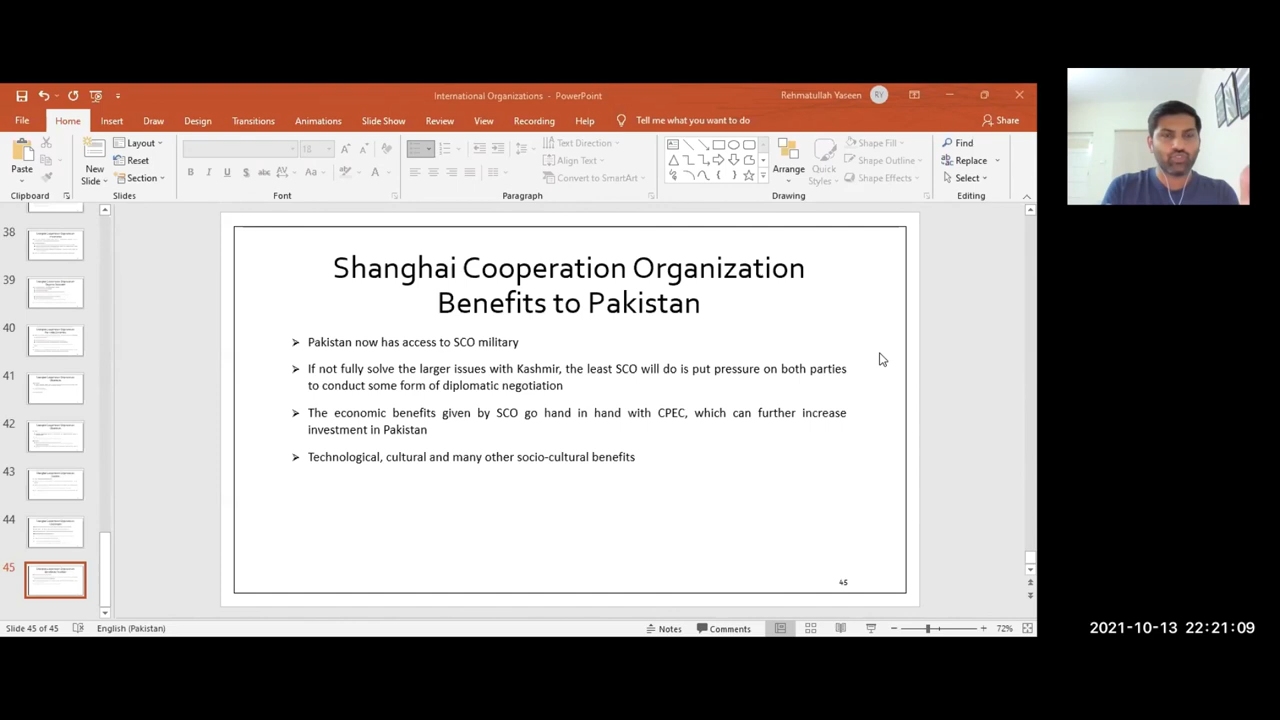 International Organizations - PowerPoint
Rehmatullah Yaseen
RY
File Home Insert Draw Design Transitions Animations Slide Show Review View Recording Help Tell me what you want to do Share
Paste
Clipboard
New Slide
Layout
Reset
Section
Slides
18
B I U S ab AV Aa A
Font
Text Direction
Align Text
Convert to SmartArt
Paragraph
Arrange
Quick Styles
Shape Fill
Shape Outline
Shape Effects
Drawing
Find
Replace
Select
Editing
38
39
40
41
42
43
44
45
Shanghai Cooperation Organization
Benefits to Pakistan
➢ Pakistan now has access to SCO military
➢ If not fully solve the larger issues with Kashmir, the least SCO will do is put pressure on both parties
to conduct some form of diplomatic negotiation
➢ The economic benefits given by SCO go hand in hand with CPEC, which can further increase
investment in Pakistan
➢ Technological, cultural and many other socio-cultural benefits
45
Slide 45 of 45 English (Pakistan) Notes Comments 72%
2021-10-13 22:21:09